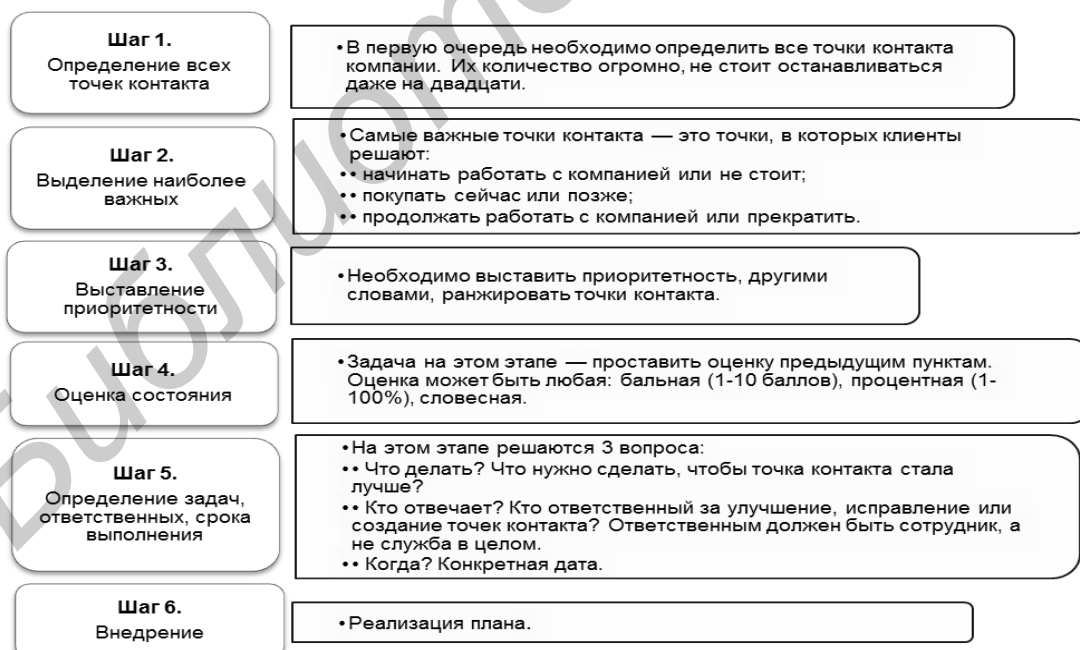 Шаг 1.
Определение всех
точек контакта
•В первую очередь необходимо определить все точки контакта
компании. Их количество огромно, не стоит останавливаться
даже на двадцати.
Шаг 2.
Выделение наиболее
важных
•Самые важные точки контакта — это точки, в которых клиенты
решают:
•• начинать работать с компанией или не стоит;
•• покупать сейчас или позже;
•• продолжать работать с компанией или прекратить.
Шаг 3.
Выставление
приоритетности
•Необходимо выставить приоритетность, другими
словами, ранжировать точки контакта.
Шаг 4.
Оценка состояния
•Задача на этом этапе — проставить оценку предыдущим пунктам.
Оценка может быть любая: бальная (1-10 баллов), процентная (1-
100%), словесная.
Шаг 5.
Определение задач,
ответственных, срока
выполнения
•На этом этапе решаются 3 вопроса:
•• Что делать? Что нужно сделать, чтобы точка контакта стала
лучше?
•• Кто отвечает? Кто ответственный за улучшение, исправление или
создание точек контакта? Ответственным должен быть сотрудник, а
не служба в целом.
•• Когда? Конкретная дата.
Шаг 6.
Внедрение
•Реализация плана.